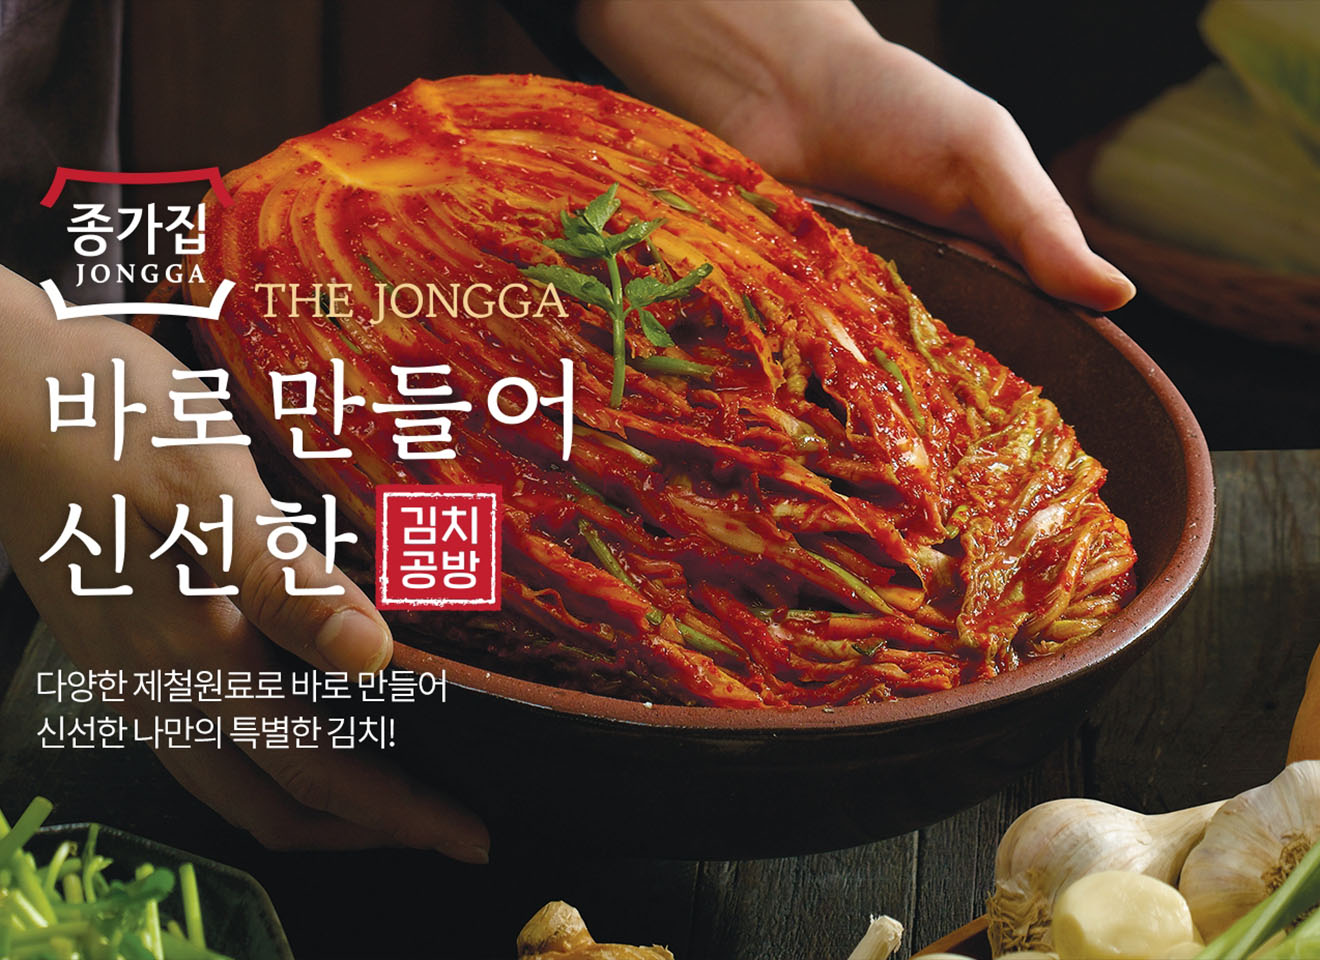 종가집
JONGGA
THE JONGGA
바로 만들어
신선한
김치
공방
다양한 제철원료로 바로 만들어
신선한 나만의 특별한 김치!